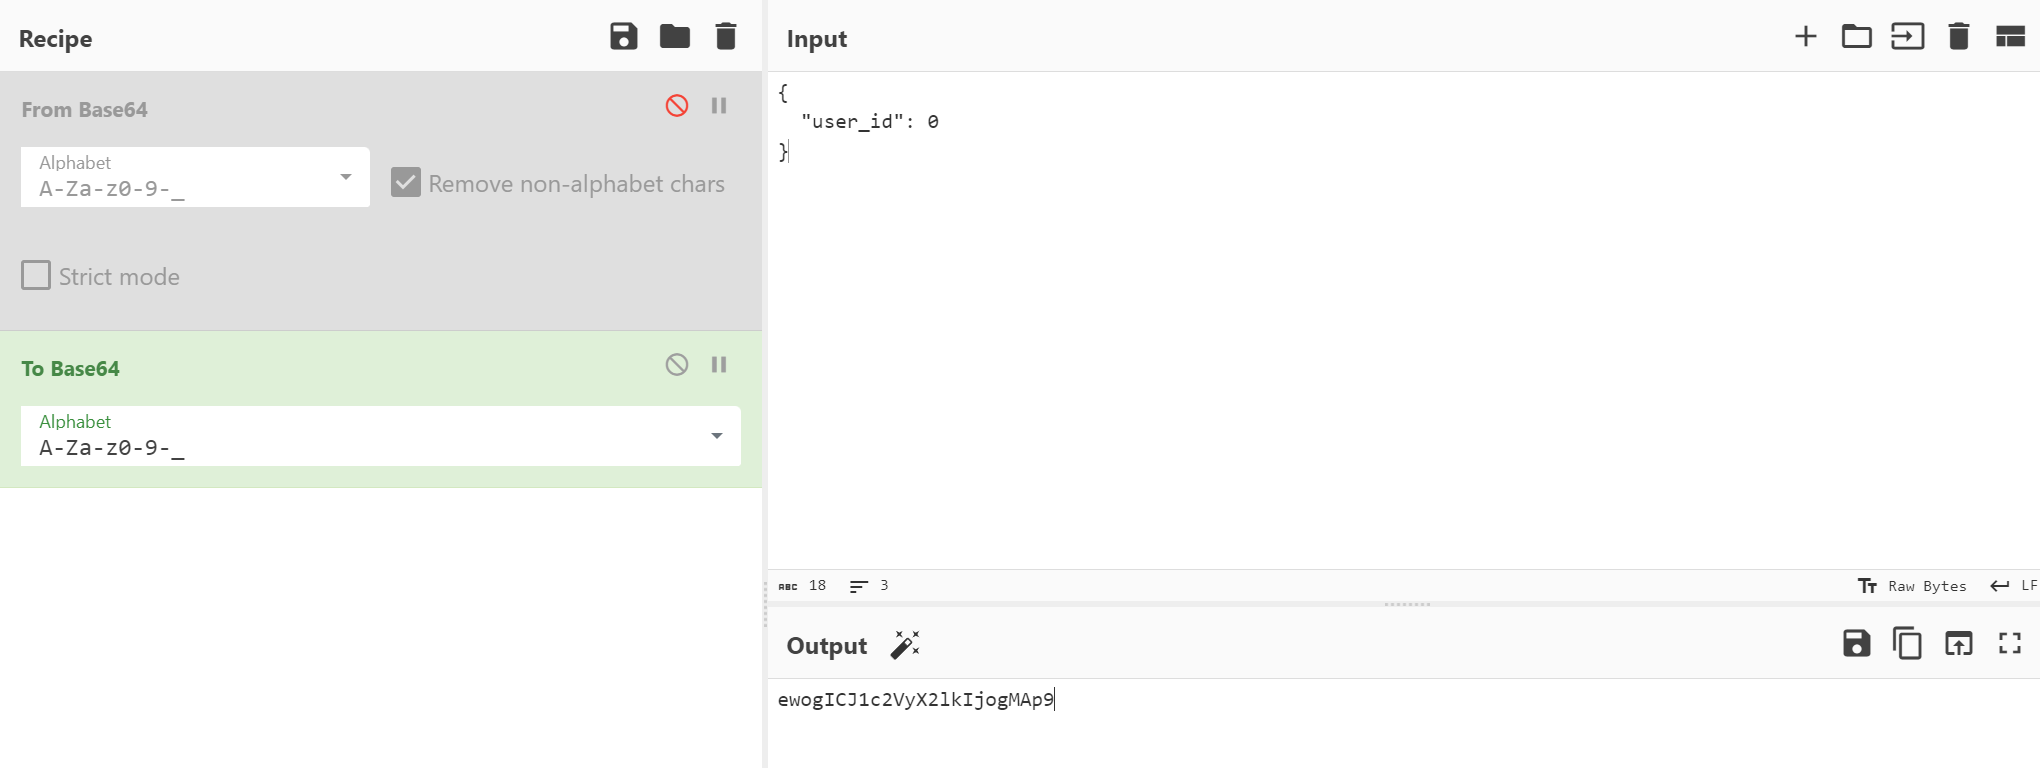 Recipe
From Base64
Alphabet
A-Za-z0-9-_
Remove non-alphabet chars
Strict mode
To Base64
Alphabet
A-Za-z0-9-_
Input
{
  "user_id": 0
}
ABC 18 3
Raw Bytes LF
Output
ewogICJ1c2VyX2lkIjogMAp9